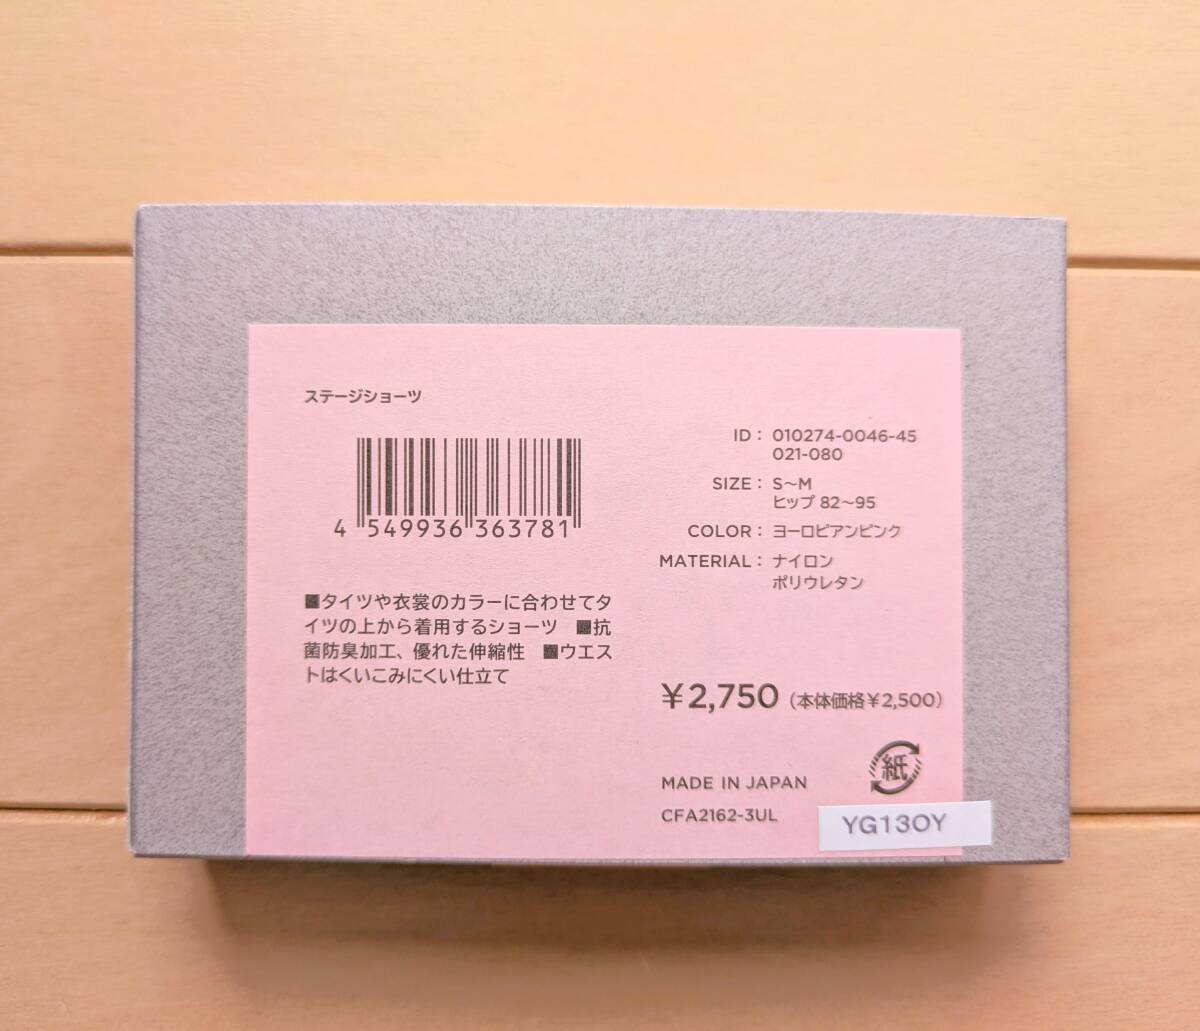 ステージショーツ
4 549936 363781
■タイツや衣裳のカラーに合わせてタ
イツの上から着用するショーツ ■抗
菌防臭加工、優れた伸縮性 ■ウエス
トはくいこみにくい仕立て
ID： 010274-0046-45
021-080
SIZE： S～M
ヒップ 82～95
COLOR： ヨーロピアンピンク
MATERIAL： ナイロン
ポリウレタン
￥2,750（本体価格￥2,500）
紙
MADE IN JAPAN
CFA2162-3UL
YG13OY